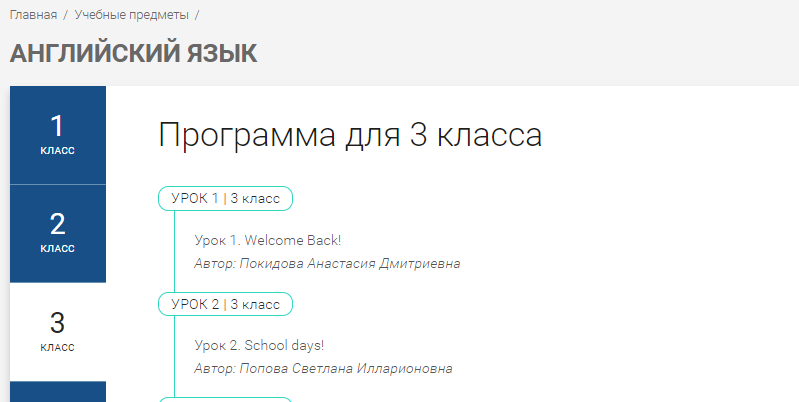 Главная / Учебные предметы /
АНГЛИЙСКИЙ ЯЗЫК
1
КЛАСС
2
КЛАСС
3
КЛАСС
Программа для 3 класса
УРОК 1 | 3 класс
Урок 1. Welcome Back!
Автор: Покидова Анастасия Дмитриевна
УРОК 2 | 3 класс
Урок 2. School days!
Автор: Попова Светлана Илларионовна